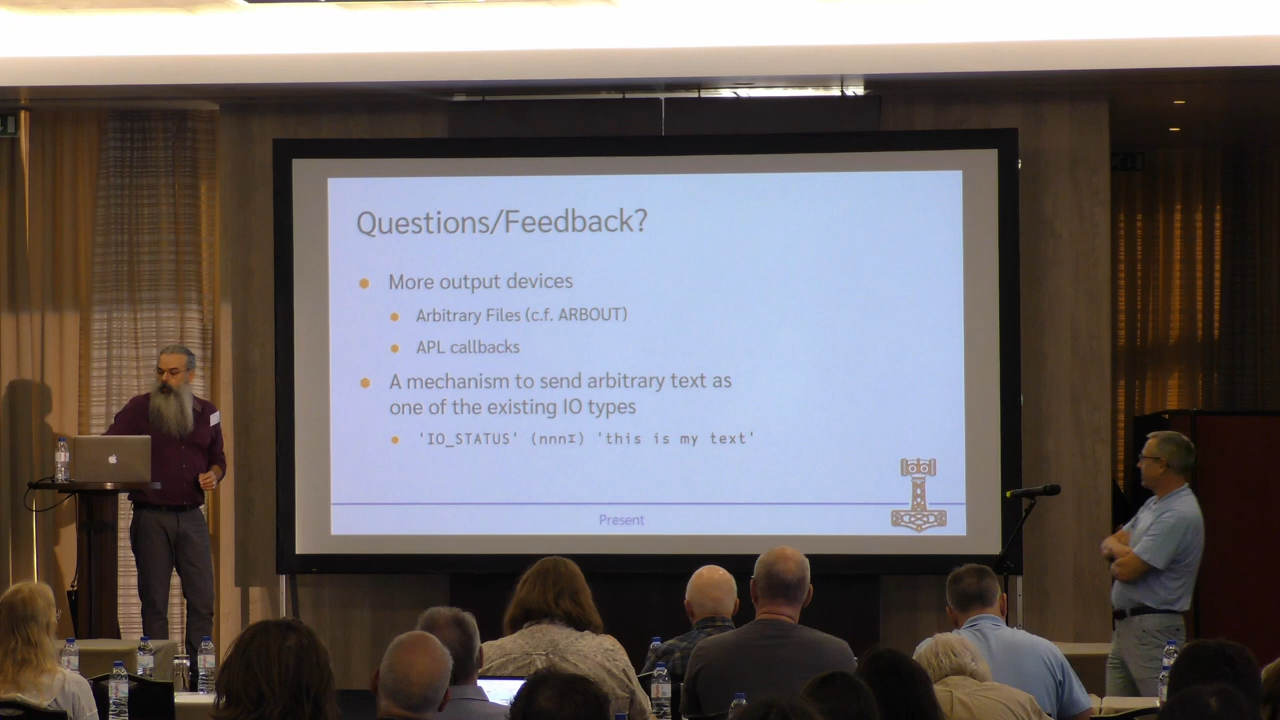 Questions/Feedback?
More output devices
Arbitrary Files (c.f. ARBOUT)
APL callbacks
A mechanism to send arbitrary text as
one of the existing IO types
'IO_STATUS' (nnn⌶) 'this is my text'
Present